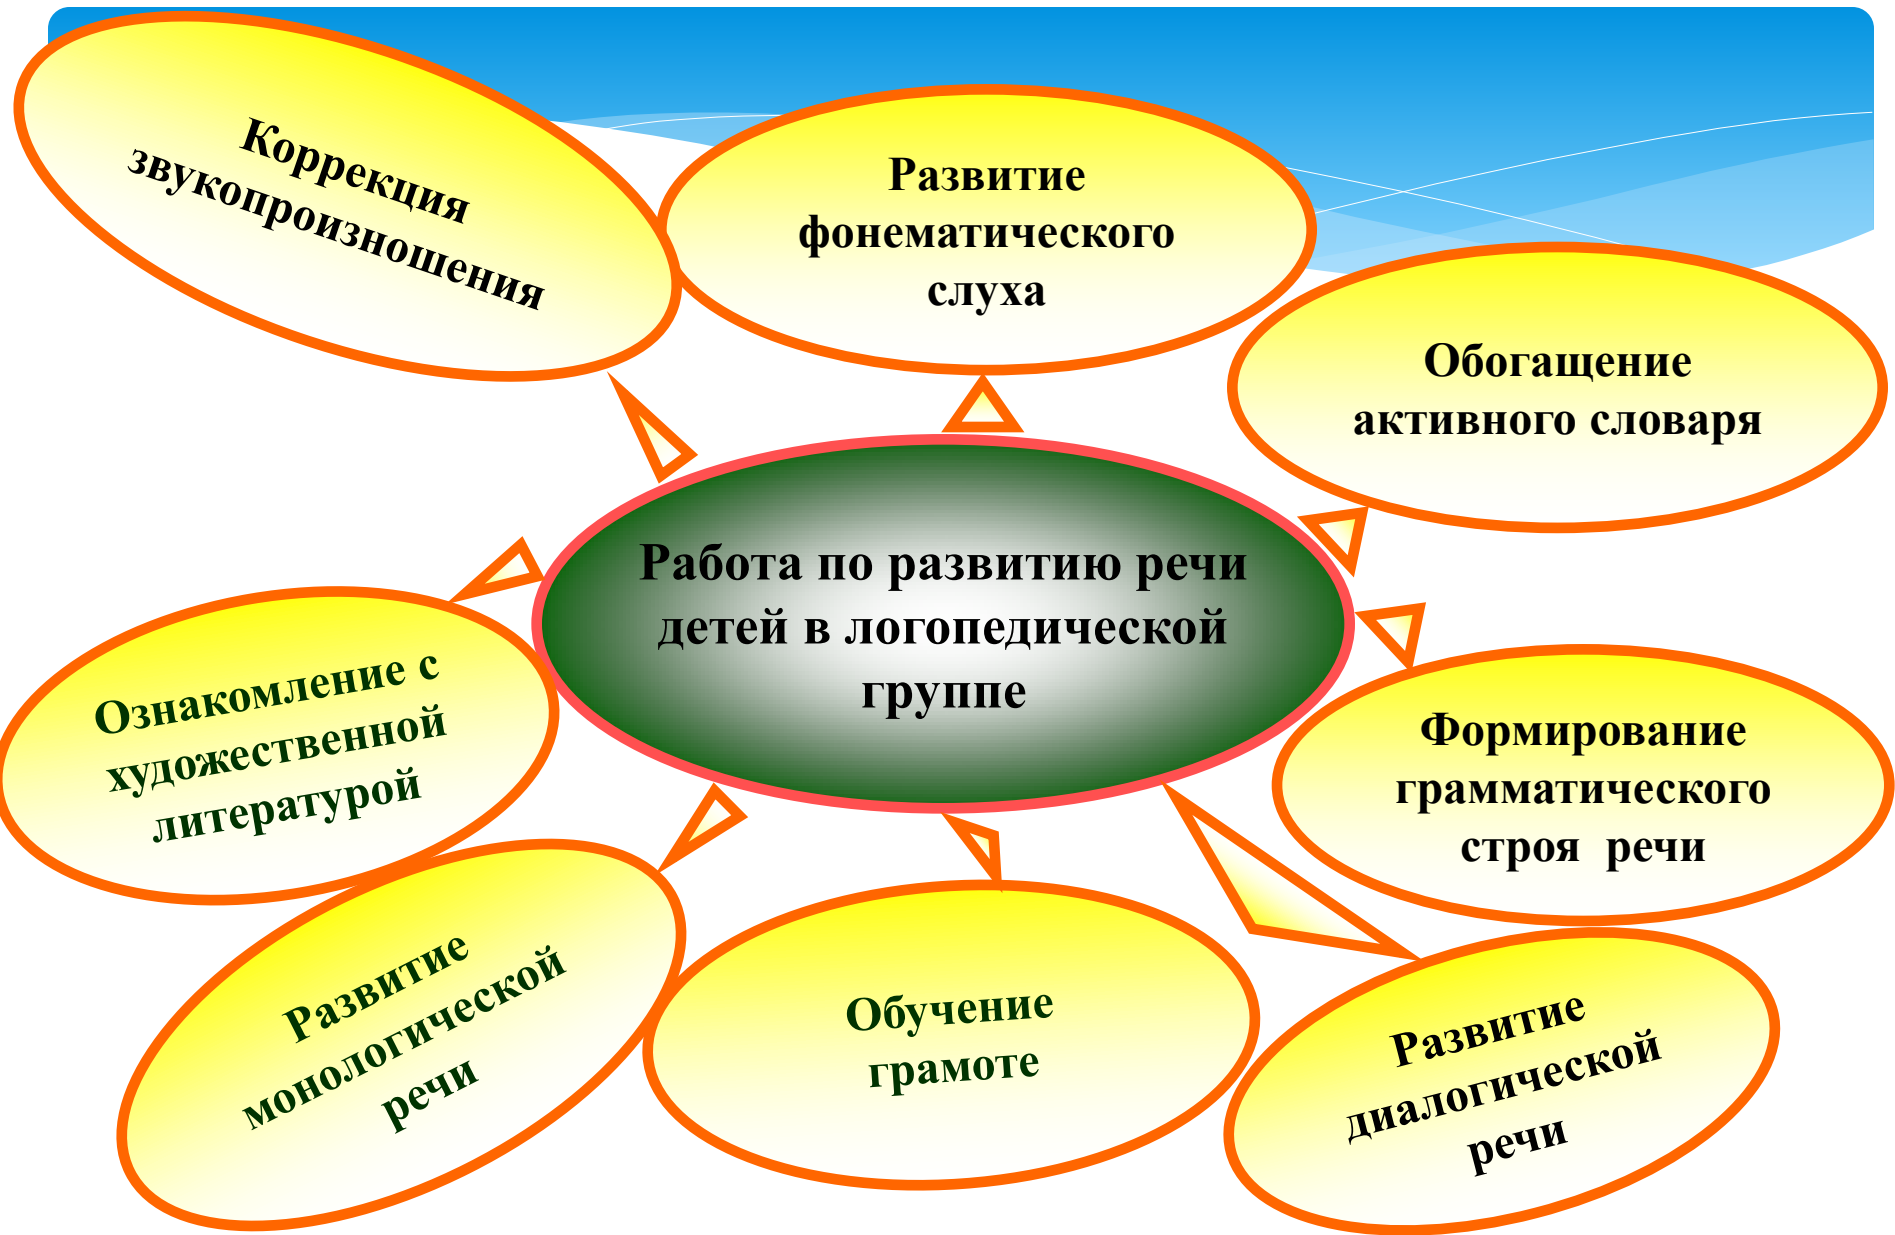 Коррекция
звукопроизношения
Развитие
фонематического
слуха
Обогащение
активного словаря
Работа по развитию речи
детей в логопедической
группе
Ознакомление с
художественной
литературой
Формирование
грамматического
строя речи
Развитие
монологической
речи
Обучение
грамоте
Развитие
диалогической
речи